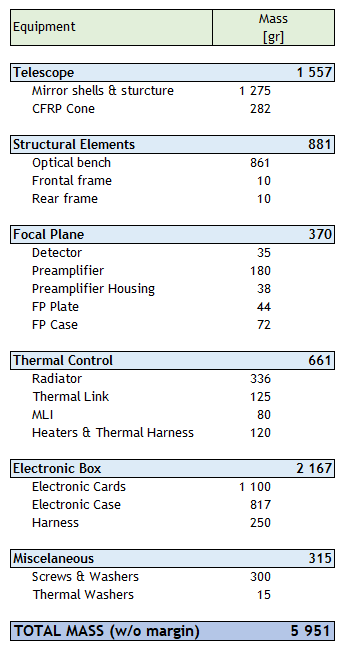 Equipment Mass [gr]
Telescope 1 557
Mirror shells & sturcture 1 275
CFRP Cone 282
Structural Elements 881
Optical bench 861
Frontal frame 10
Rear frame 10
Focal Plane 370
Detector 35
Preamplifier 180
Preamplifier Housing 38
FP Plate 44
FP Case 72
Thermal Control 661
Radiator 336
Thermal Link 125
MLI 80
Heaters & Thermal Harness 120
Electronic Box 2 167
Electronic Cards 1 100
Electronic Case 817
Harness 250
Miscelaneous 315
Screws & Washers 300
Thermal Washers 15
TOTAL MASS (w/o margin) 5 951